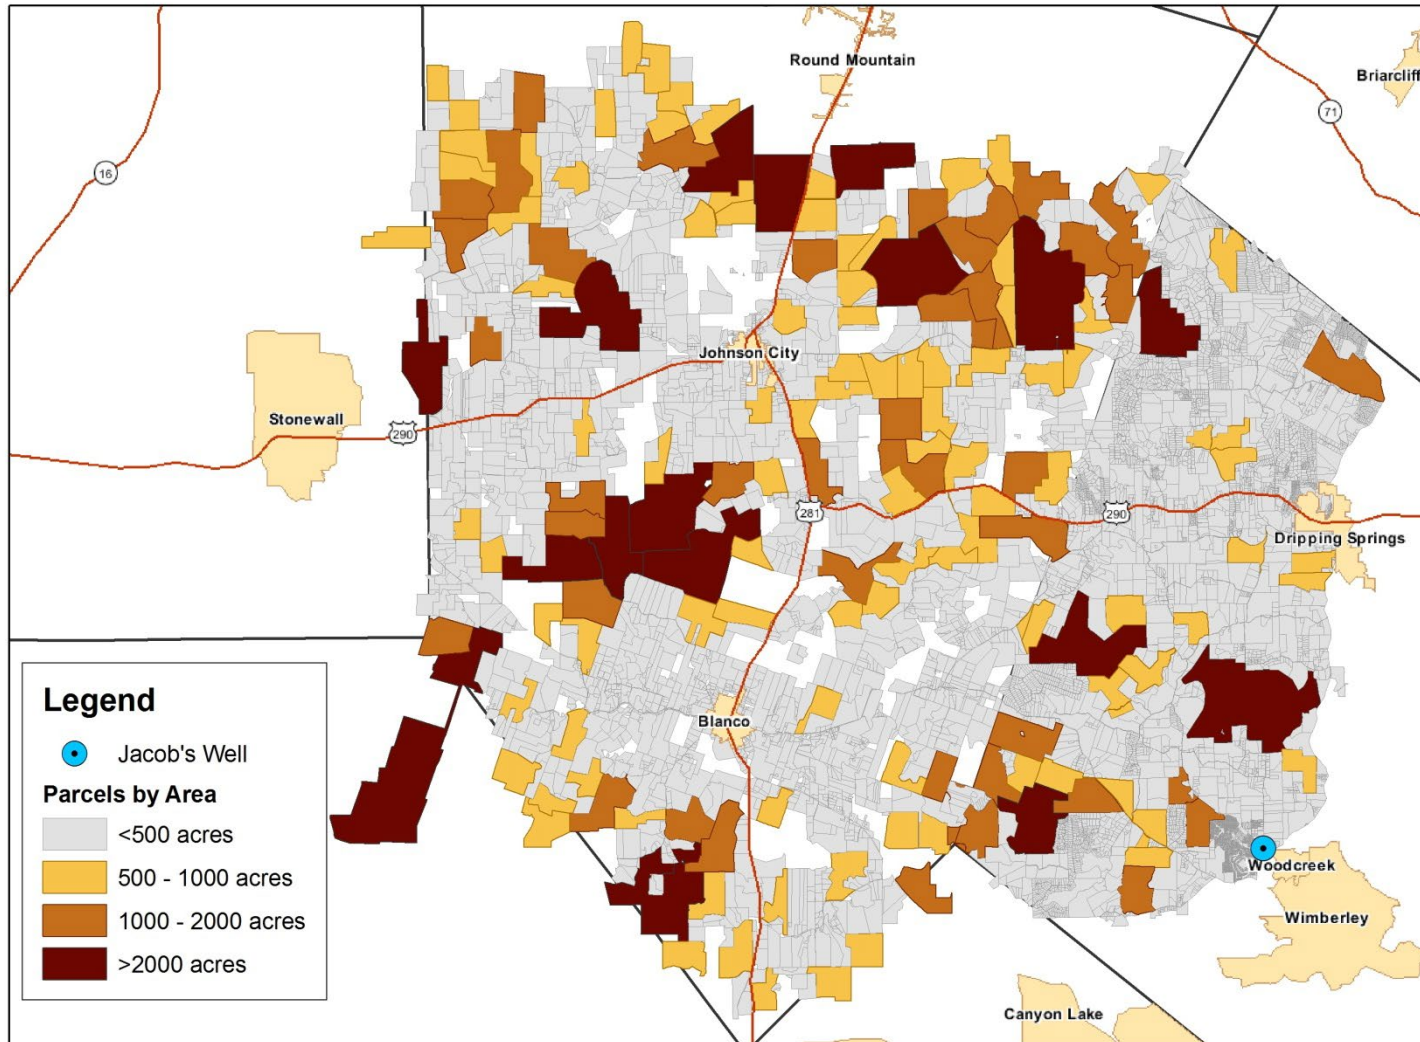 Round Mountain
Briarcliff
71
16
Johnson City
Stonewall
290
281
290
Dripping Springs
Legend
Jacob's Well
Parcels by Area
<500 acres
500 - 1000 acres
1000 - 2000 acres
>2000 acres
Blanco
Woodcreek
Wimberley
Canyon Lake